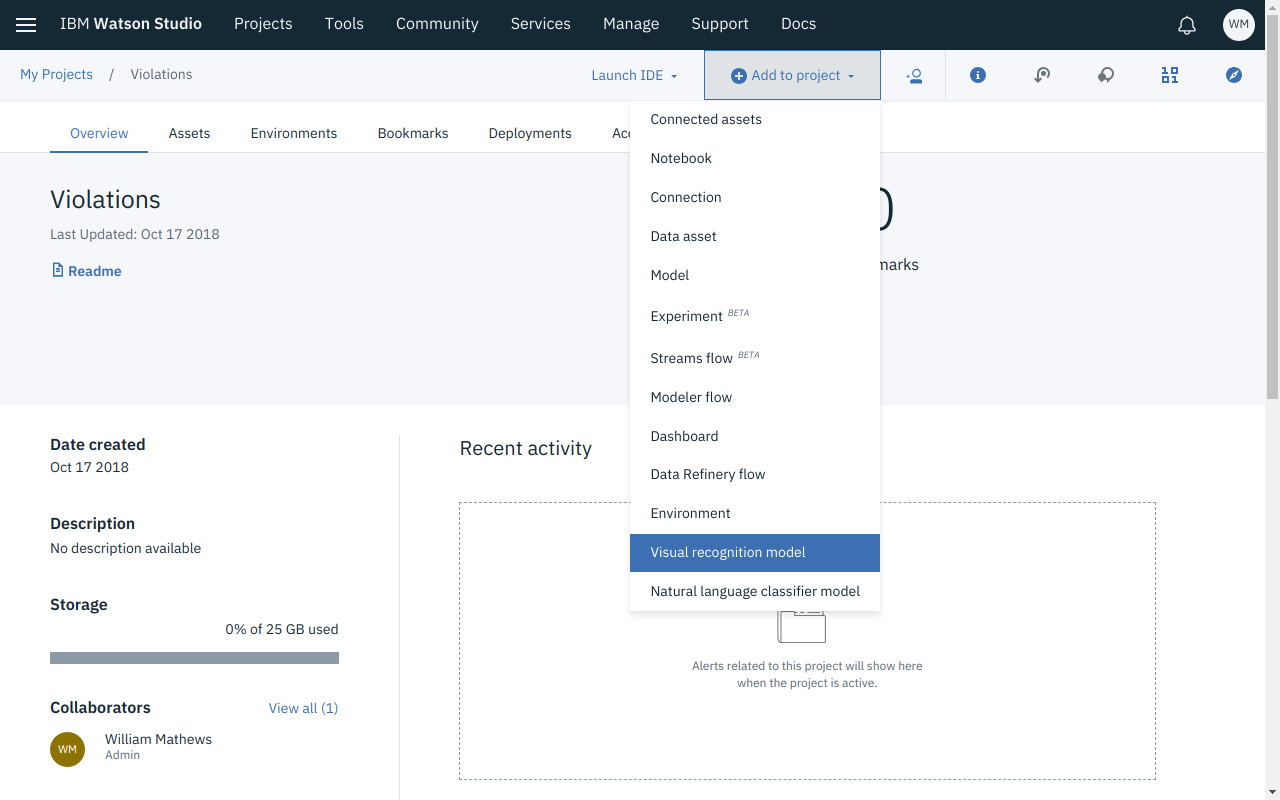 IBM Watson Studio Projects Tools Community Services Manage Support Docs WM
My Projects / Violations Launch IDE Add to project
Overview Assets Environments Bookmarks Deployments
Connected assets
Notebook
Connection
Data asset
Model
Experiment BETA
Streams flow BETA
Modeler flow
Dashboard
Data Refinery flow
Environment
Visual recognition model
Natural language classifier model
Violations
Last Updated: Oct 17 2018
Readme
Date created
Oct 17 2018
Description
No description available
Storage
0% of 25 GB used
Collaborators View all (1)
WM William Mathews
Admin
Recent activity
Alerts related to this project will show here
when the project is active.